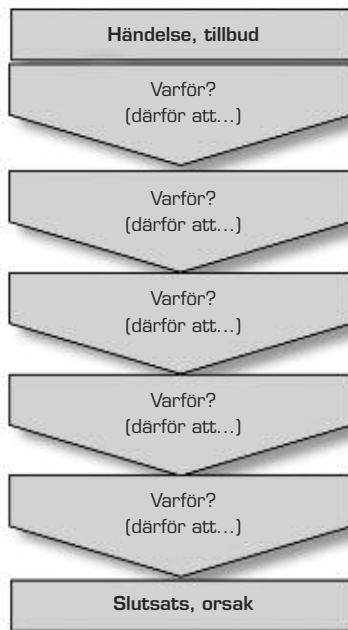 Händelse, tillbud
Varför?
(därför att...)
Varför?
(därför att...)
Varför?
(därför att...)
Varför?
(därför att...)
Varför?
(därför att...)
Slutsats, orsak